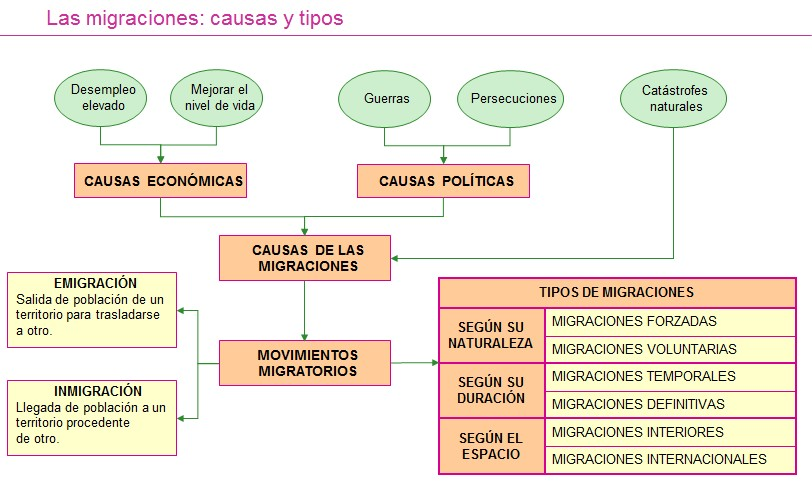 Las migraciones: causas y tipos
Desempleo
elevado
Mejorar el
nivel de vida
Guerras
Persecuciones
Catástrofes
naturales
CAUSAS ECONÓMICAS
CAUSAS POLÍTICAS
CAUSAS DE LAS
MIGRACIONES
EMIGRACIÓN
Salida de población de un
territorio para trasladarse
a otro.
MOVIMIENTOS
MIGRATORIOS
INMIGRACIÓN
Llegada de población a un
territorio procedente
de otro.
TIPOS DE MIGRACIONES
SEGÚN SU
NATURALEZA
MIGRACIONES FORZADAS
MIGRACIONES VOLUNTARIAS
SEGÚN SU
DURACIÓN
MIGRACIONES TEMPORALES
MIGRACIONES DEFINITIVAS
SEGÚN EL
ESPACIO
MIGRACIONES INTERIORES
MIGRACIONES INTERNACIONALES